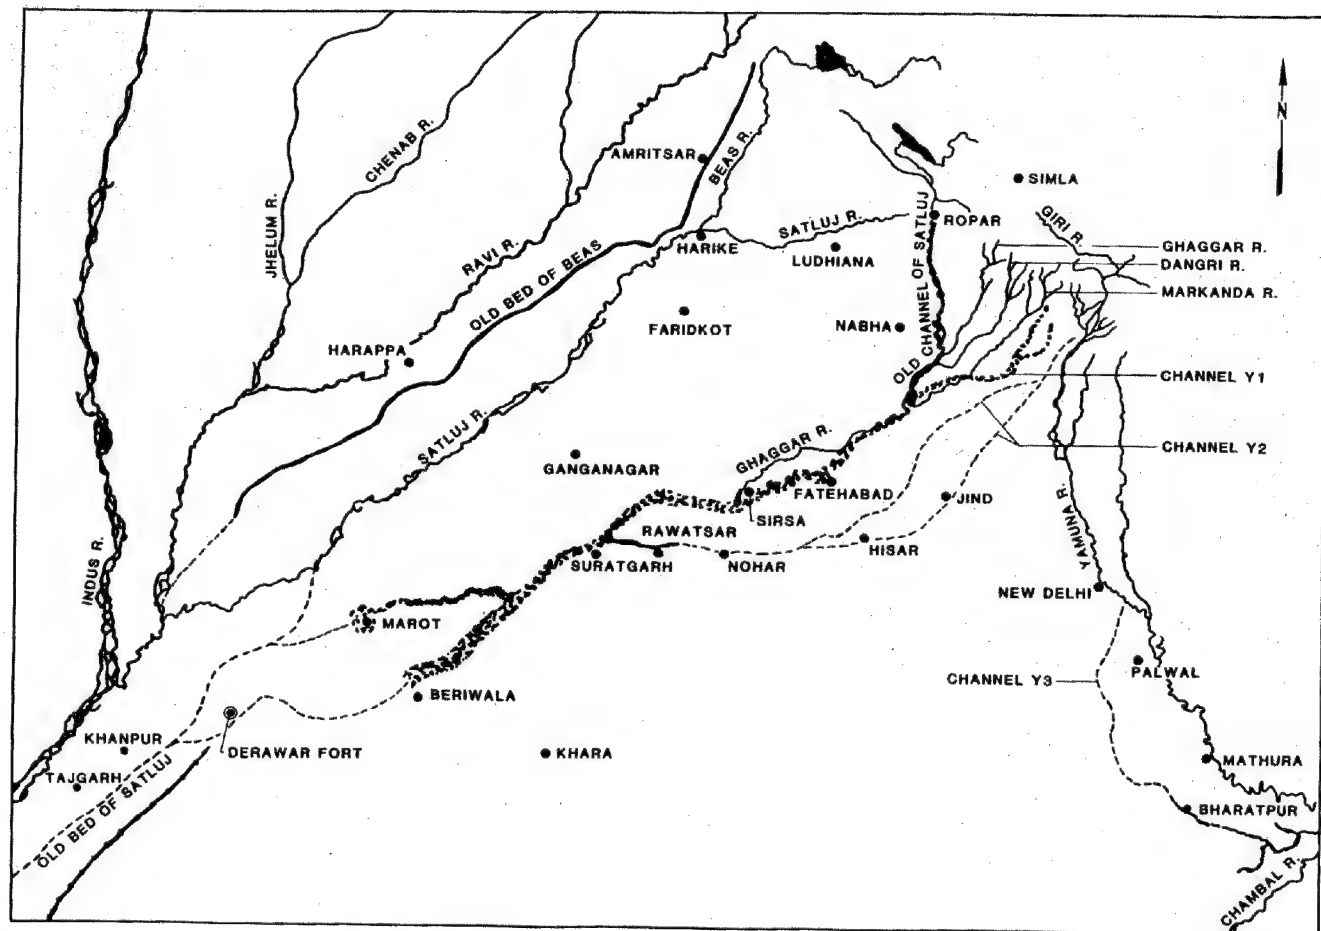 N
AMRITSAR
BEAS R.
CHENAB R.
JHELUM R.
RAVI R.
SIMLA
ROPAR
GIRI R.
GHAGGAR R.
DANGRI R.
MARKANDA R.
SATLUJ R.
HARIKE
LUDHIANA
OLD CHANNEL OF SATLUJ
OLD BED OF BEAS
FARIDKOT
NABHA
HARAPPA
CHANNEL Y1
SATLUJ R.
GHAGGAR R.
CHANNEL Y2
GANGANAGAR
FATEHABAD
SIRSA
JIND
YAMUNA R.
RAWATSAR
HISAR
SURATGARH
NOHAR
INDUS R.
NEW DELHI
MAROT
PALWAL
CHANNEL Y3
BERIWALA
KHANPUR
DERAWAR FORT
KHARA
MATHURA
TAJGARH
OLD BED OF SATLUJ
BHARATPUR
CHAMBAL R.